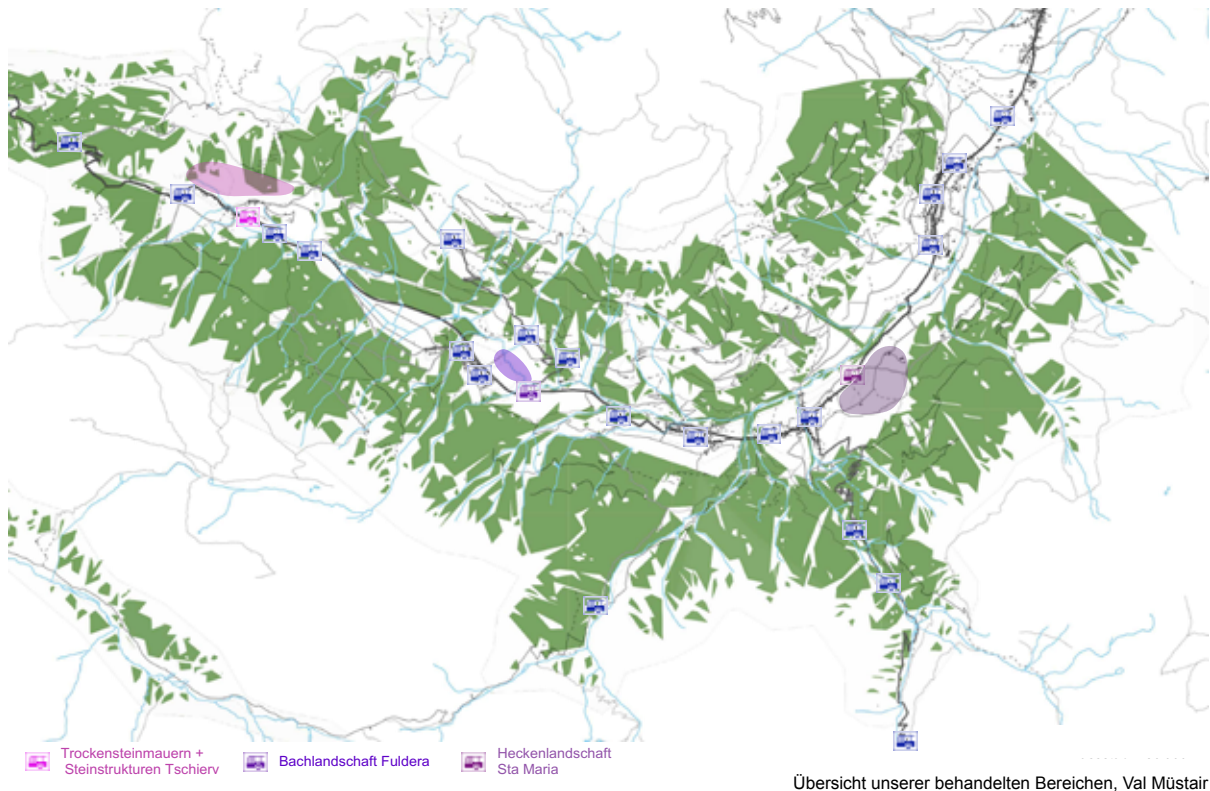 Trockensteinmauern +
Steinstrukturen Tschierv
Bachlandschaft Fuldera
Heckenlandschaft
Sta Maria
Übersicht unserer behandelten Bereichen, Val Müstair